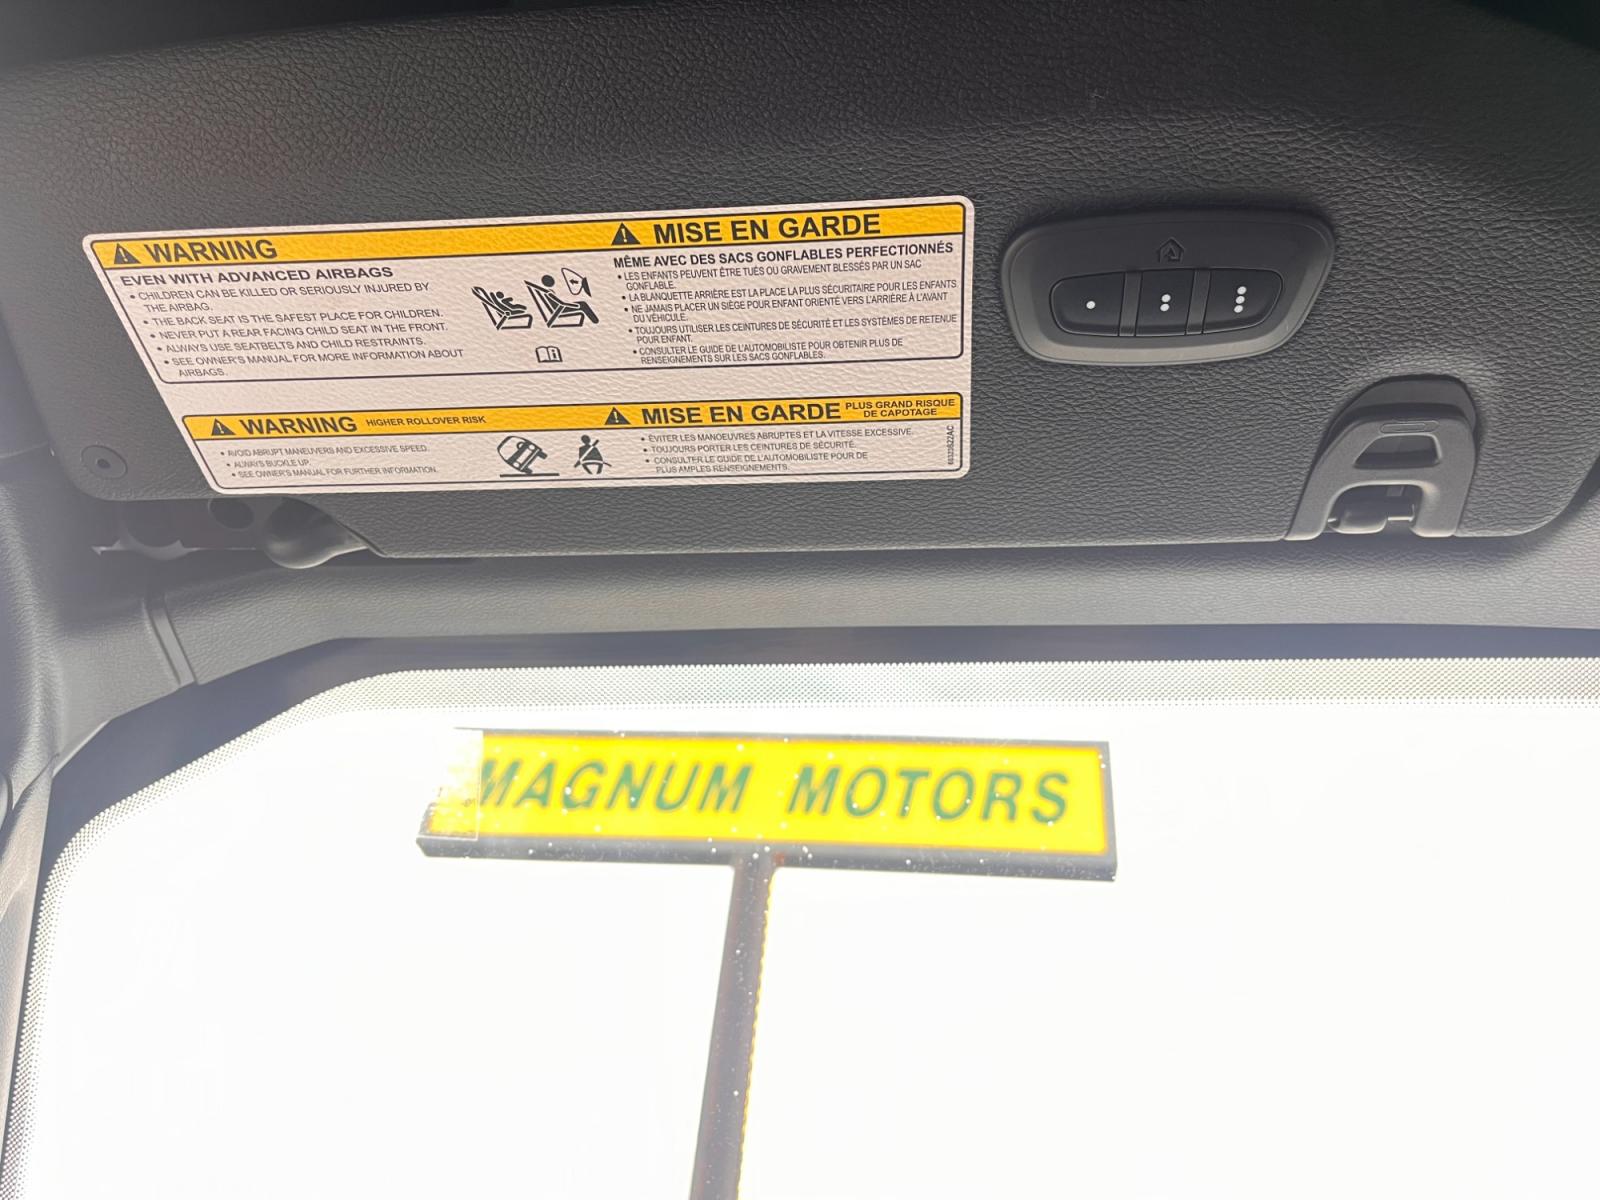 WARNING
EVEN WITH ADVANCED AIRBAGS
• CHILDREN CAN BE KILLED OR SERIOUSLY INJURED BY
THE AIRBAG.
• THE BACK SEAT IS THE SAFEST PLACE FOR CHILDREN.
• NEVER PUT A REAR FACING CHILD SEAT IN THE FRONT.
• ALWAYS USE SEATBELTS AND CHILD RESTRAINTS.
• SEE OWNER'S MANUAL FOR MORE INFORMATION ABOUT
AIRBAGS.
MISE EN GARDE
MÊME AVEC DES SACS GONFLABLES PERFECTIONNÉS
• LES ENFANTS PEUVENT ÊTRE TUÉS OU GRAVEMENT BLESSÉS PAR UN SAC
GONFLABLE.
• LA BLANQUETTE ARRIÈRE EST LA PLACE LA PLUS SÉCURITAIRE POUR LES ENFANTS
• NE JAMAIS PLACER UN SIÈGE POUR ENFANT ORIENTÉ VERS L'ARRIÈRE À L'AVANT
DU VÉHICULE.
• TOUJOURS UTILISER LES CEINTURES DE SÉCURITÉ ET LES SYSTÈMES DE RETENUE
POUR ENFANT.
• CONSULTER LE GUIDE DE L'AUTOMOBILISTE POUR OBTENIR PLUS DE
RENSEIGNEMENTS SUR LES SACS GONFLABLES.
WARNING HIGHER ROLLOVER RISK
• AVOID ABRUPT MANEUVERS AND EXCESSIVE SPEED.
• ALWAYS BUCKLE UP.
• SEE OWNER'S MANUAL FOR FURTHER INFORMATION.
MISE EN GARDE PLUS GRAND RISQUE
DE CAPOTAGE
• ÉVITER LES MANOEUVRES ABRUPTES ET LA VITESSE EXCESSIVE.
• TOUJOURS PORTER LES CEINTURES DE SÉCURITÉ.
• CONSULTER LE GUIDE DE L'AUTOMOBILISTE POUR DE
PLUS AMPLES RENSEIGNEMENTS.
MAGNUM MOTORS